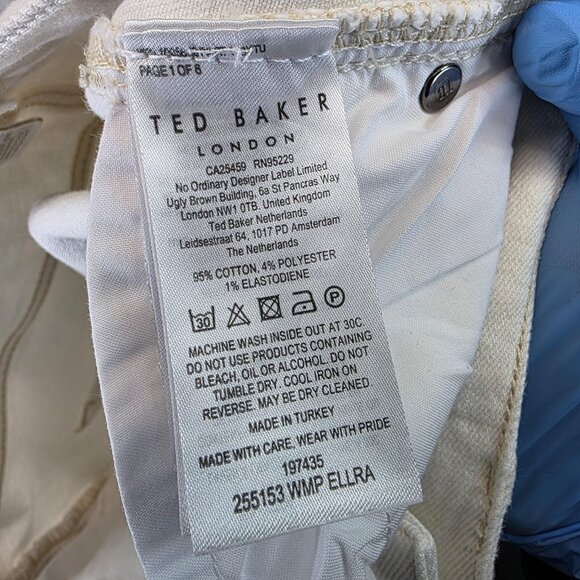 PAGE 1 OF 8
TED BAKER
LONDON
CA25459 RN95229
No Ordinary Designer Label Limited
Ugly Brown Building, 6a St Pancras Way
London NW1 0TB, United Kingdom
Ted Baker Netherlands
Leidsestraat 64, 1017 PD Amsterdam
The Netherlands
95% COTTON, 4% POLYESTER
1% ELASTODIENE
30 P
MACHINE WASH INSIDE OUT AT 30C.
DO NOT USE PRODUCTS CONTAINING
BLEACH, OIL OR ALCOHOL. DO NOT
TUMBLE DRY. COOL IRON ON
REVERSE. MAY BE DRY CLEANED.
MADE IN TURKEY
MADE WITH CARE. WEAR WITH PRIDE
197435
255153 WMP ELLRA